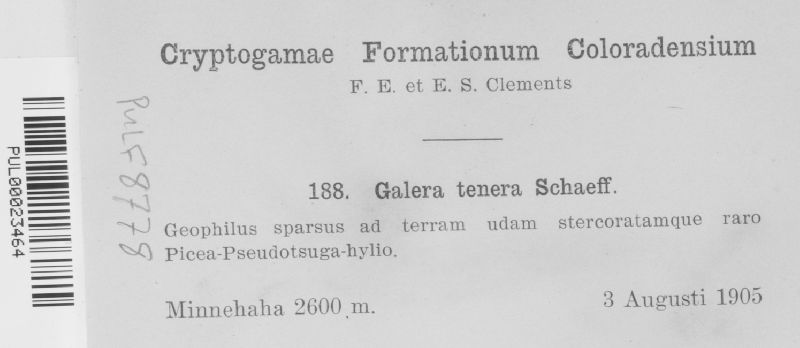 Cryptogamae Formationum Coloradensium
F. E. et E. S. Clements
188. Galera tenera Schaeff.
Geophilus sparsus ad terram udam stercoratamque raro
Picea-Pseudotsuga-hylio.
Minnehaha 2600 m.
3 Augusti 1905
PUL F8778
PUL00023464